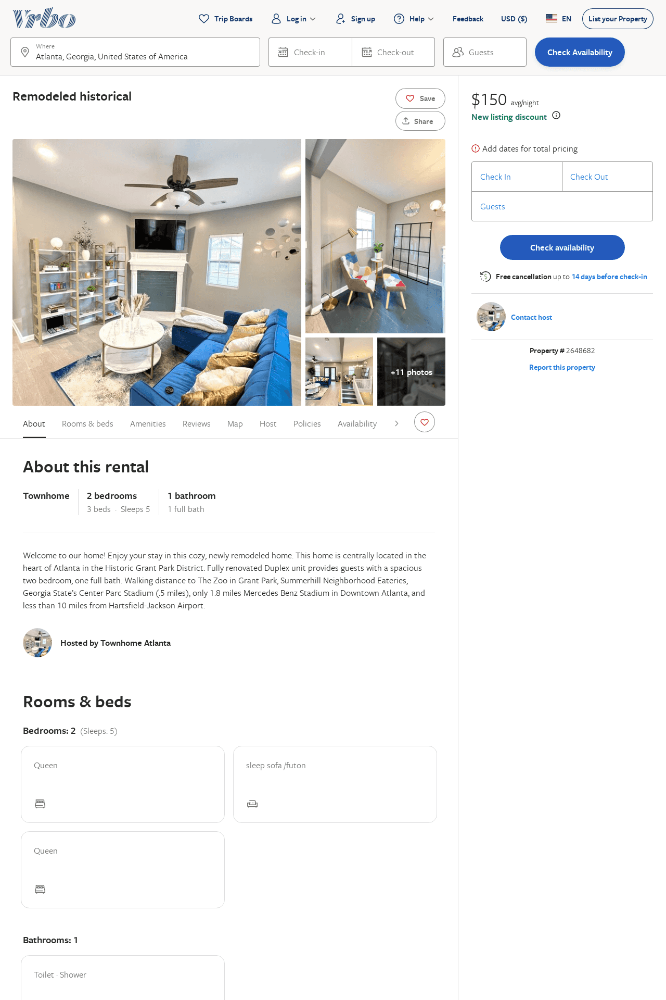 Vrbo
Trip Boards
Log in
Sign up
Help
Feedback
USD ($)
EN
List your Property
Where
Atlanta, Georgia, United States of America
Check-in
Check-out
Guests
Check Availability
Remodeled historical
Save
Share
+11 photos
$150 avg/night
New listing discount
Add dates for total pricing
Check In
Check Out
Guests
Check availability
Free cancellation up to 14 days before check-in
Contact host
Property # 2648682
Report this property
About
Rooms & beds
Amenities
Reviews
Map
Host
Policies
Availability
About this rental
Townhome
2 bedrooms
3 beds · Sleeps 5
1 bathroom
1 full bath
Welcome to our home! Enjoy your stay in this cozy, newly remodeled home. This home is centrally located in the
heart of Atlanta in the Historic Grant Park District. Fully renovated Duplex unit provides guests with a spacious
two bedroom, one full bath. Walking distance to The Zoo in Grant Park, Summerhill Neighborhood Eateries,
Georgia State’s Center Parc Stadium (.5 miles), only 1.8 miles Mercedes Benz Stadium in Downtown Atlanta, and
less than 10 miles from Hartsfield-Jackson Airport.
Hosted by Townhome Atlanta
Rooms & beds
Bedrooms: 2 (Sleeps: 5)
Queen
sleep sofa /futon
Queen
Bathrooms: 1
Toilet · Shower